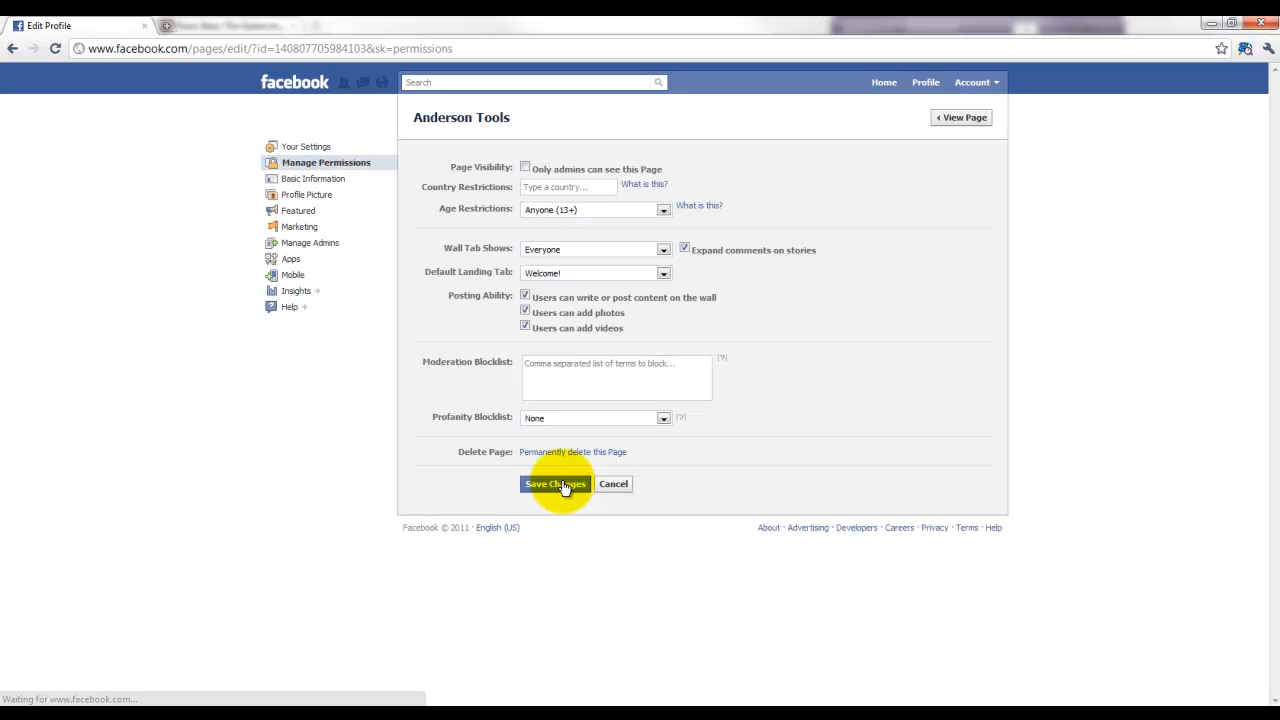 Edit Profile
www.facebook.com/pages/edit/?id=140807705984103&sk=permissions
facebook
Search
Home Profile Account
Anderson Tools
View Page
Your Settings
Manage Permissions
Basic Information
Profile Picture
Featured
Marketing
Manage Admins
Apps
Mobile
Insights
Help
Page Visibility: Only admins can see this Page
Country Restrictions: Type a country... What is this?
Age Restrictions: Anyone (13+) What is this?
Wall Tab Shows: Everyone Expand comments on stories
Default Landing Tab: Welcome!
Posting Ability: Users can write or post content on the wall
Users can add photos
Users can add videos
Moderation Blocklist: Comma separated list of terms to block... [?]
Profanity Blocklist: None [?]
Delete Page: Permanently delete this Page
Save Changes Cancel
Facebook © 2011 · English (US)
About · Advertising · Developers · Careers · Privacy · Terms · Help
Waiting for www.facebook.com...